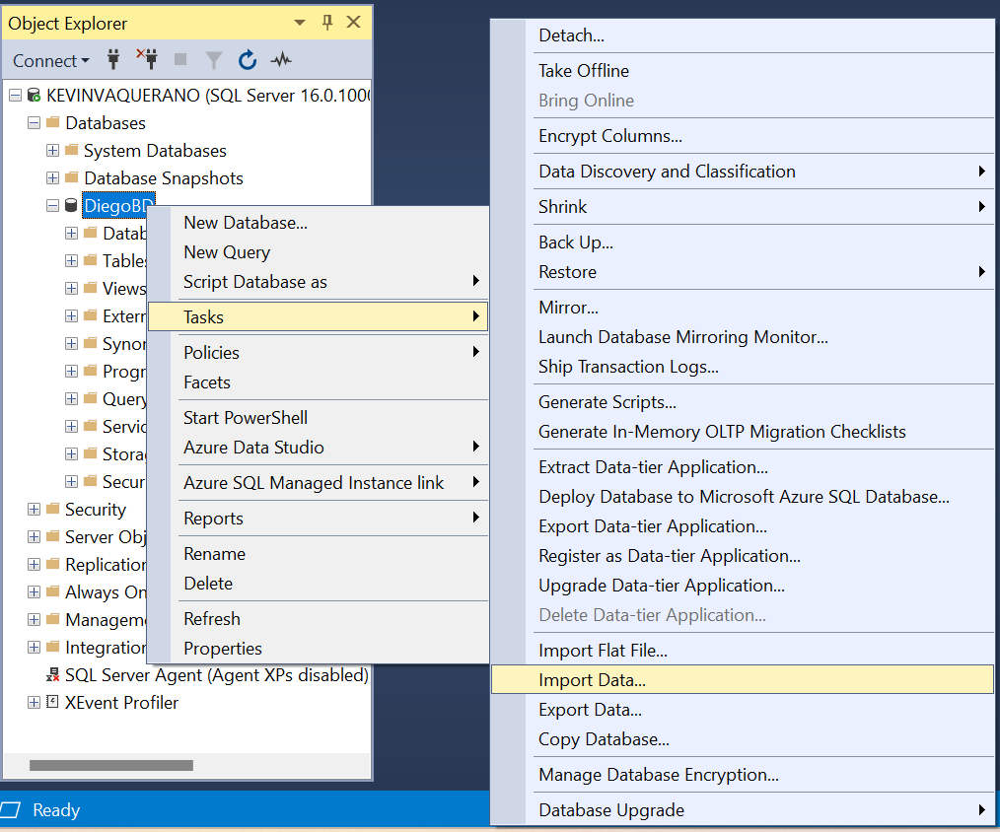 Object Explorer
Connect
KEVINVAQUERANO (SQL Server 16.0.100
Databases
System Databases
Database Snapshots
DiegoBD
Datab
Tables
Views
Extern
Synon
Progr
Query
Servic
Storag
Secur
Security
Server Obj
Replication
Always On
Manageme
Integration
SQL Server Agent (Agent XPs disabled)
XEvent Profiler
Ready
New Database...
New Query
Script Database as
Tasks
Policies
Facets
Start PowerShell
Azure Data Studio
Azure SQL Managed Instance link
Reports
Rename
Delete
Refresh
Properties
Detach...
Take Offline
Bring Online
Encrypt Columns...
Data Discovery and Classification
Shrink
Back Up...
Restore
Mirror...
Launch Database Mirroring Monitor...
Ship Transaction Logs...
Generate Scripts...
Generate In-Memory OLTP Migration Checklists
Extract Data-tier Application...
Deploy Database to Microsoft Azure SQL Database...
Export Data-tier Application...
Register as Data-tier Application...
Upgrade Data-tier Application...
Delete Data-tier Application...
Import Flat File...
Import Data...
Export Data...
Copy Database...
Manage Database Encryption...
Database Upgrade